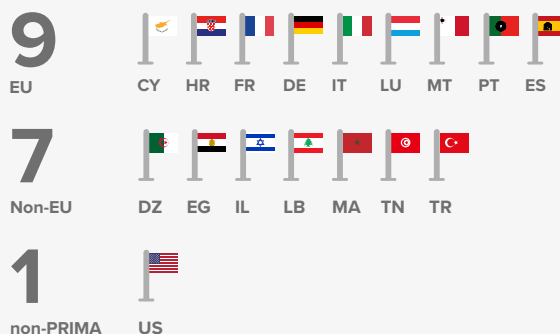 9
EU
CY HR FR DE IT LU MT PT ES
7
Non-EU
DZ EG IL LB MA TN TR
1
non-PRIMA
US